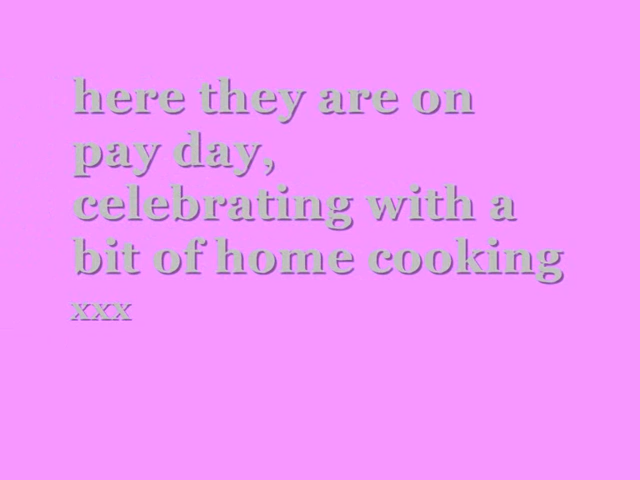 here they are on
pay day,
celebrating with a
bit of home cooking
xxx